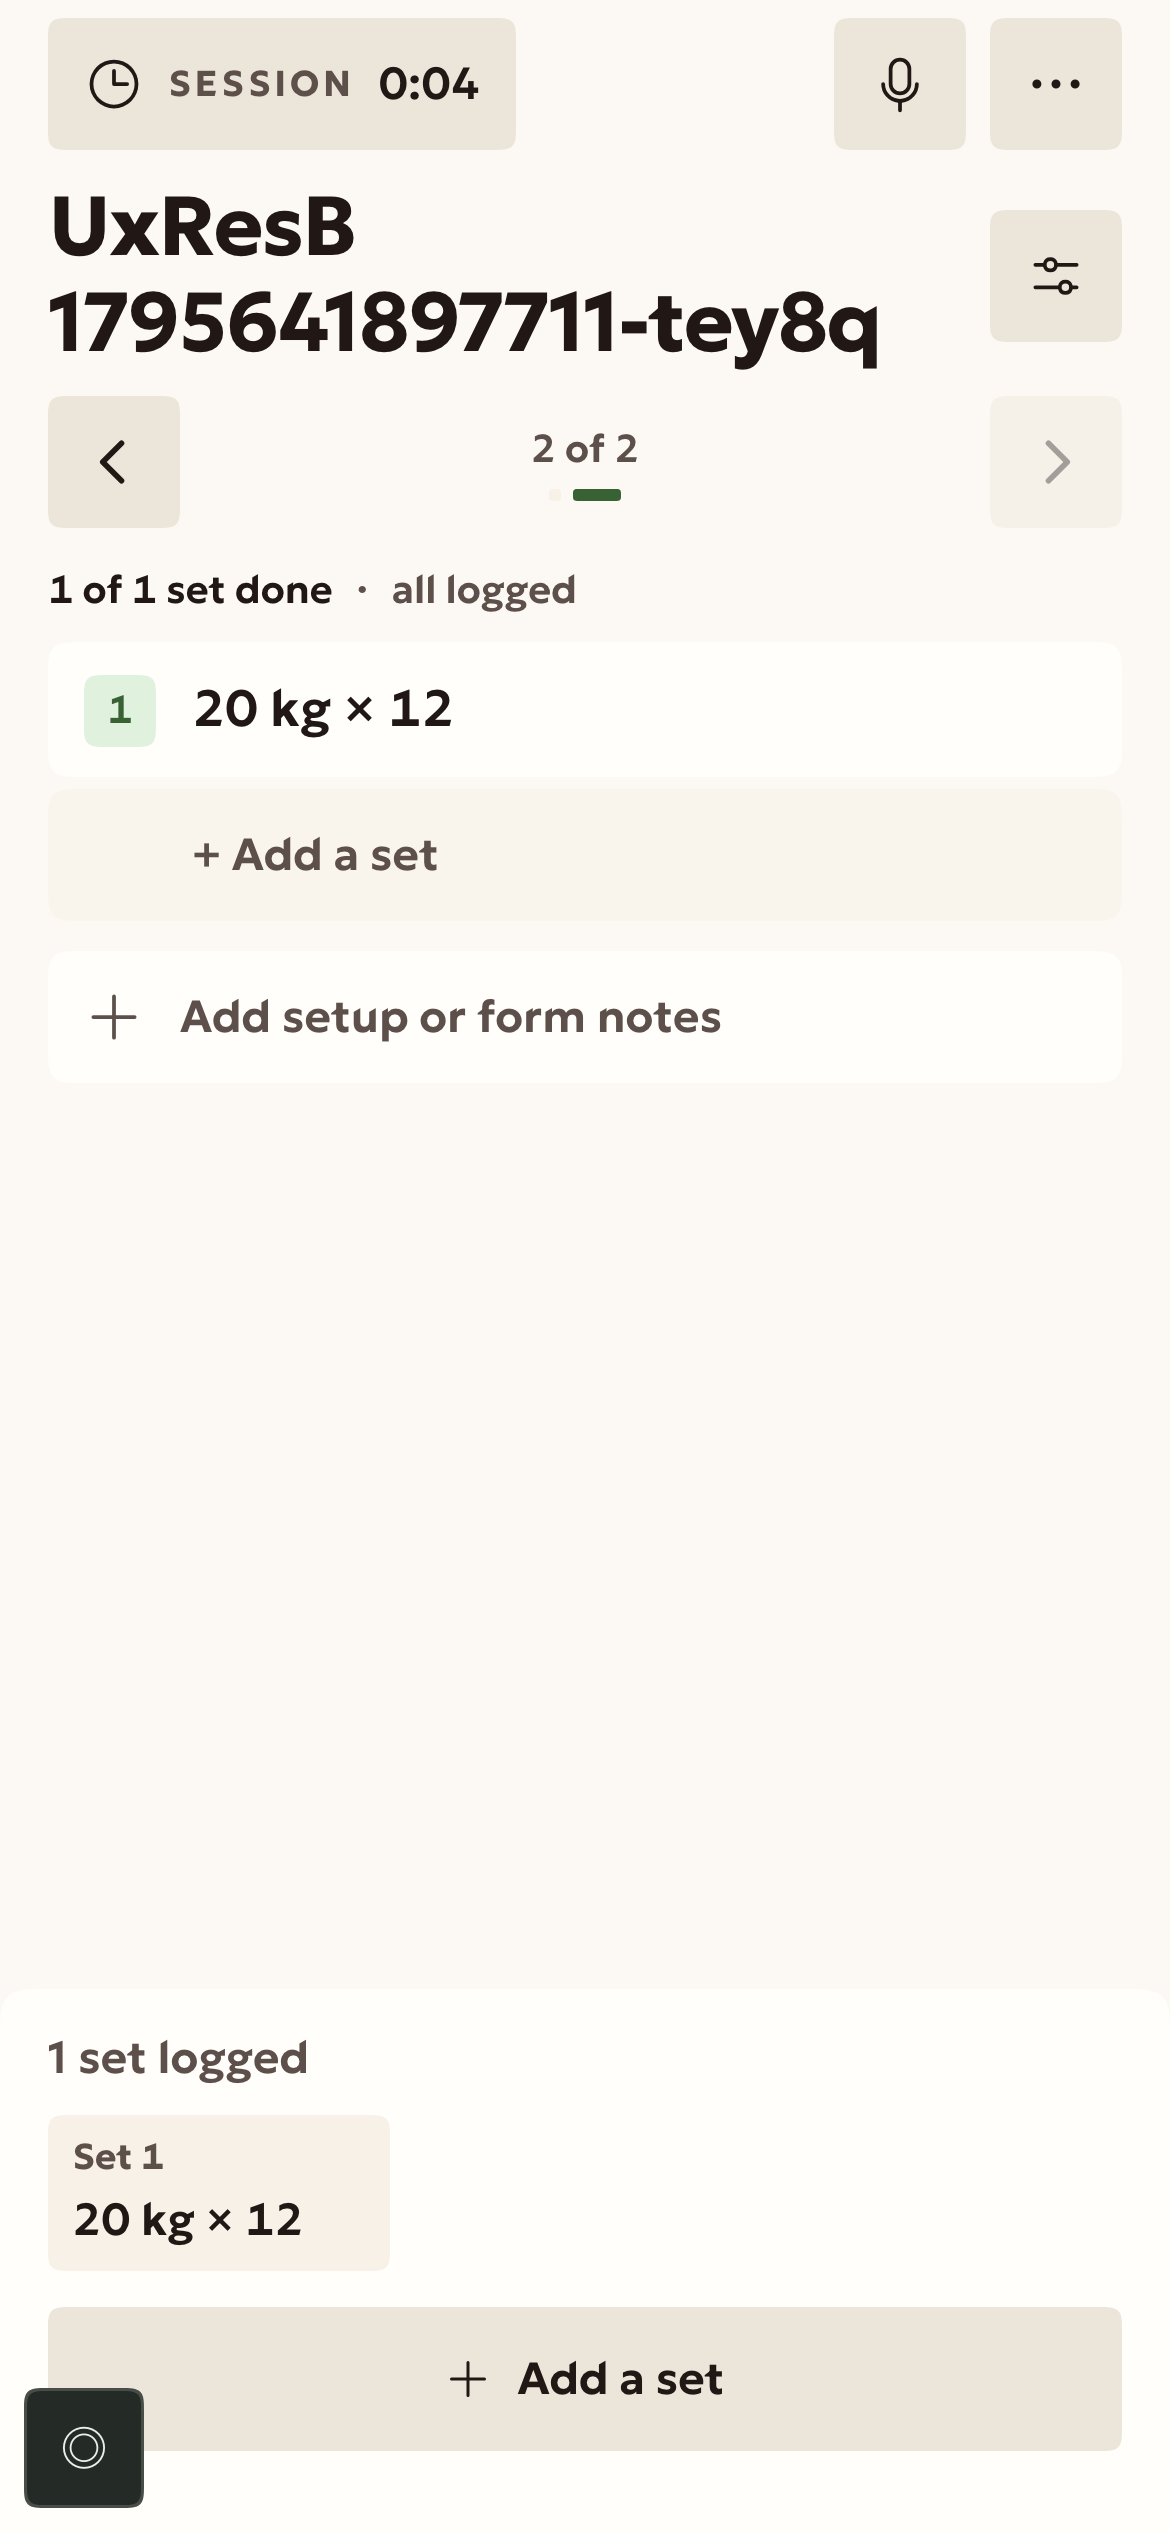 SESSION 0:04
UxResB
1795641897711-tey8q
2 of 2
1 of 1 set done · all logged
1 20 kg × 12
+ Add a set
Add setup or form notes
1 set logged
Set 1
20 kg × 12
Add a set